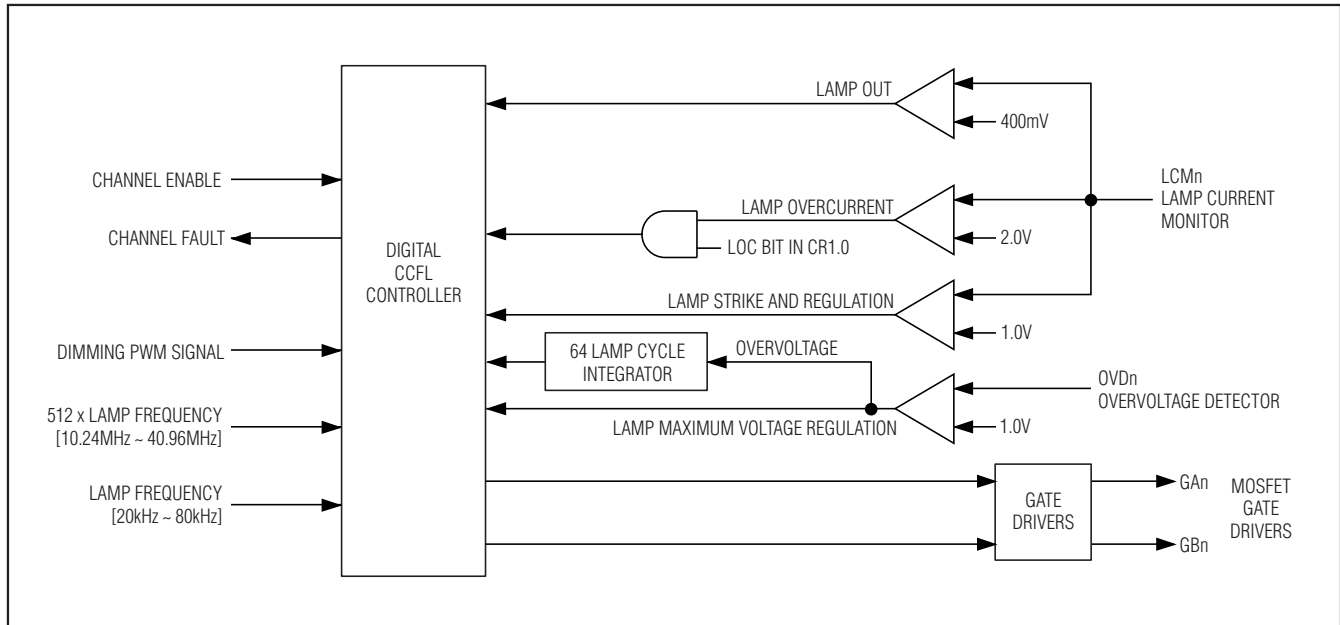 LAMP OUT
400mV
CHANNEL ENABLE
LCMn
LAMP CURRENT
MONITOR
LAMP OVERCURRENT
2.0V
LOC BIT IN CR1.0
CHANNEL FAULT
DIGITAL
CCFL
CONTROLLER
LAMP STRIKE AND REGULATION
1.0V
DIMMING PWM SIGNAL
64 LAMP CYCLE
INTEGRATOR
OVERVOLTAGE
OVDn
OVERVOLTAGE DETECTOR
1.0V
LAMP MAXIMUM VOLTAGE REGULATION
512 x LAMP FREQUENCY
[10.24MHz ~ 40.96MHz]
LAMP FREQUENCY
[20kHz ~ 80kHz]
GATE
DRIVERS
GAn
GBn
MOSFET
GATE
DRIVERS